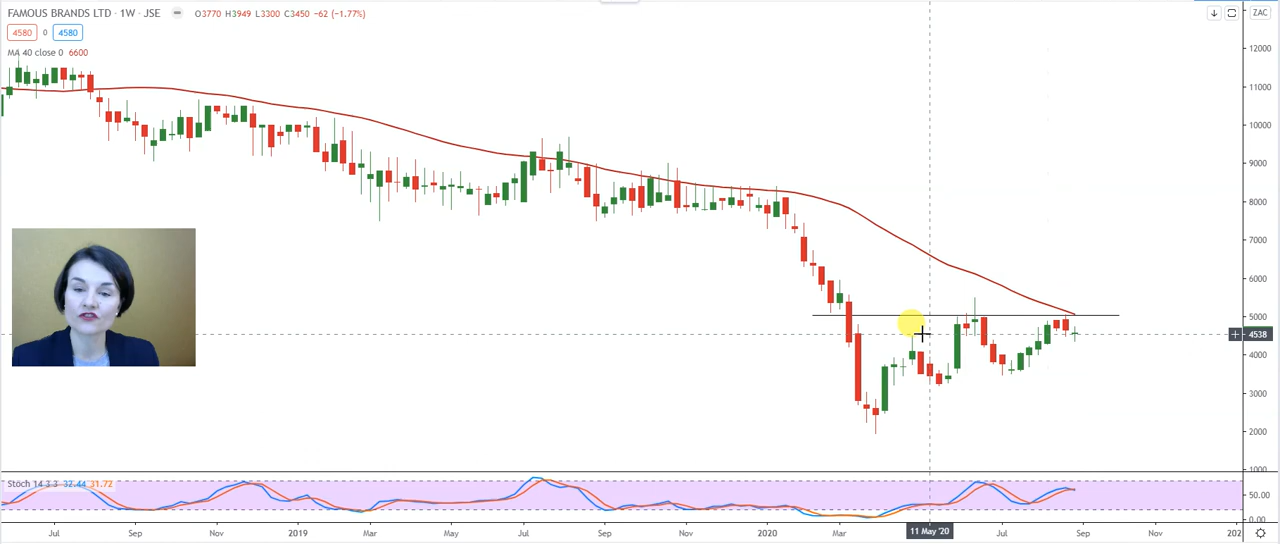 FAMOUS BRANDS LTD · 1W · JSE O3770 H3949 L3300 C3450 −62 (−1.77%)
ZAC
4580 0 4580
MA 40 close 0 6600
12000
11000
10000
9000
8000
7000
6000
5000
4538
4000
3000
2000
1000
Stoch 14 3 3 32.44 31.72
50.00
0.00
Jul Sep Nov 2019 Mar May Jul Sep Nov 2020 Mar 11 May '20 Jul Sep Nov 202